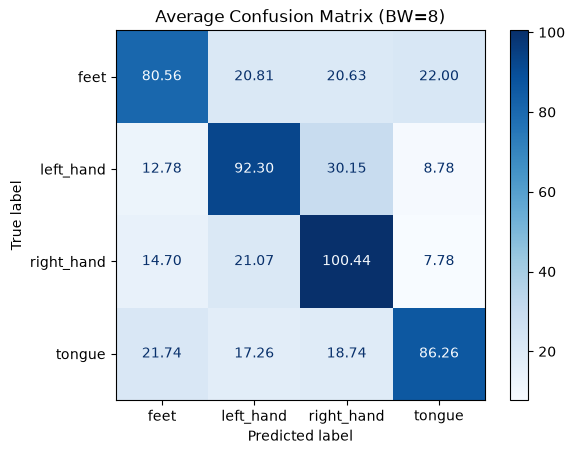 Average Confusion Matrix (BW=8)
feet 80.56 20.81 20.63 22.00
left_hand 12.78 92.30 30.15 8.78
right_hand 14.70 21.07 100.44 7.78
tongue 21.74 17.26 18.74 86.26
feet left_hand right_hand tongue
Predicted label
True label
100
80
60
40
20